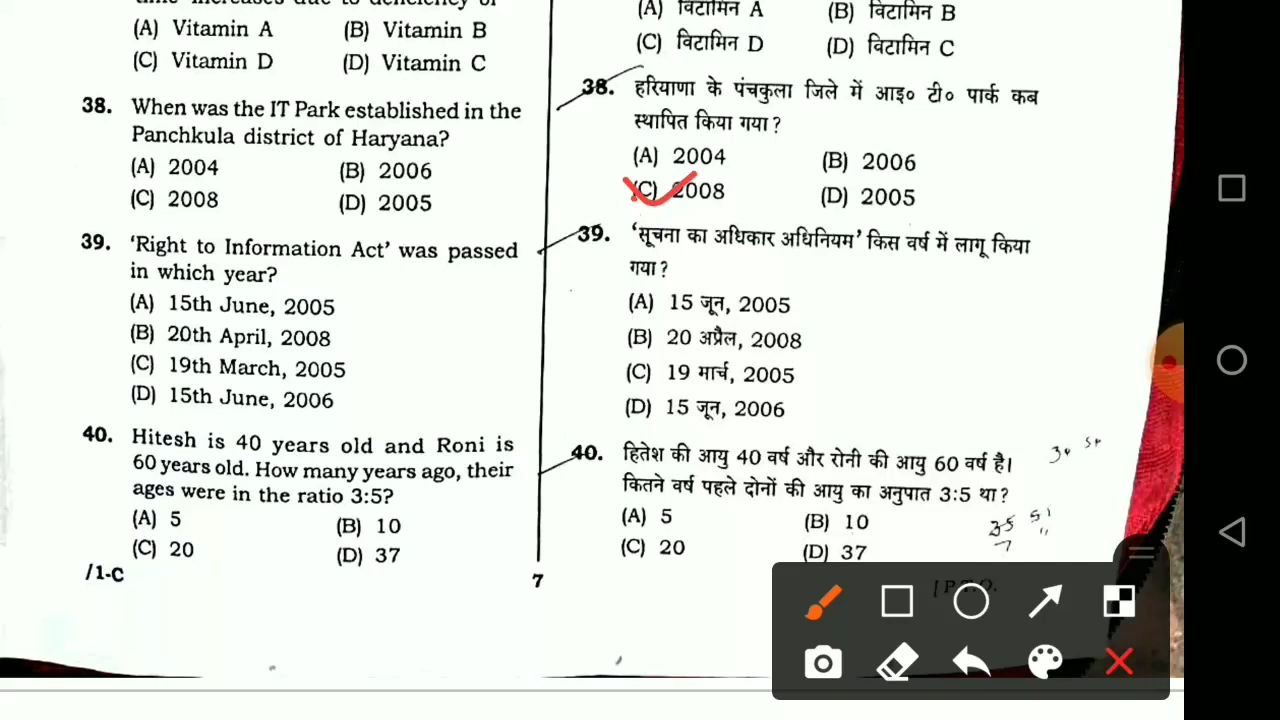 time increases due to deficiency of
(A) Vitamin A (B) Vitamin B
(C) Vitamin D (D) Vitamin C
38. When was the IT Park established in the
Panchkula district of Haryana?
(A) 2004 (B) 2006
(C) 2008 (D) 2005
39. 'Right to Information Act' was passed
in which year?
(A) 15th June, 2005
(B) 20th April, 2008
(C) 19th March, 2005
(D) 15th June, 2006
40. Hitesh is 40 years old and Roni is
60 years old. How many years ago, their
ages were in the ratio 3:5?
(A) 5 (B) 10
(C) 20 (D) 37
/1-C
7
(A) विटामिन A (B) विटामिन B
(C) विटामिन D (D) विटामिन C
38. हरियाणा के पंचकुला जिले में आइ० टी० पार्क कब
स्थापित किया गया?
(A) 2004 (B) 2006
(C) 2008 (D) 2005
39. 'सूचना का अधिकार अधिनियम' किस वर्ष में लागू किया
गया?
(A) 15 जून, 2005
(B) 20 अप्रैल, 2008
(C) 19 मार्च, 2005
(D) 15 जून, 2006
40. हितेश की आयु 40 वर्ष और रोनी की आयु 60 वर्ष है।
कितने वर्ष पहले दोनों की आयु का अनुपात 3:5 था?
(A) 5 (B) 10
(C) 20 (D) 37
[ P.T.O.